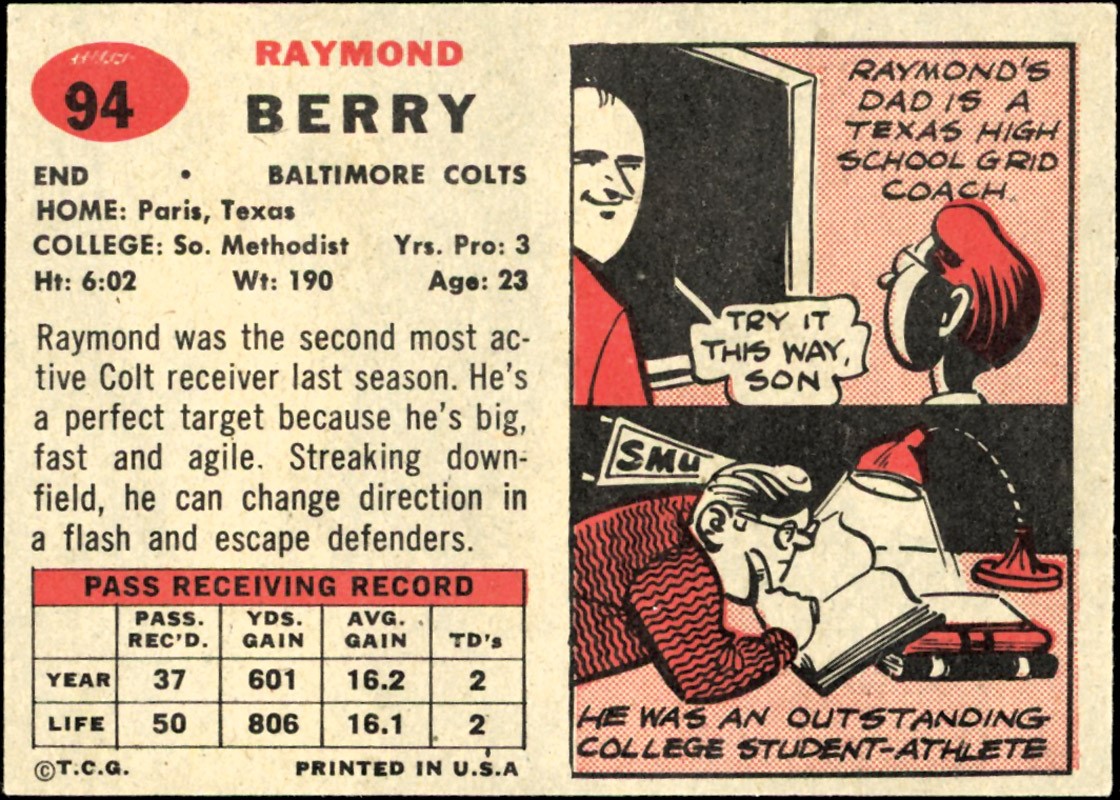 94
RAYMOND
BERRY
END • BALTIMORE COLTS
HOME: Paris, Texas
COLLEGE: So. Methodist Yrs. Pro: 3
Ht: 6:02 Wt: 190 Age: 23
Raymond was the second most ac-
tive Colt receiver last season. He's
a perfect target because he's big,
fast and agile. Streaking down-
field, he can change direction in
a flash and escape defenders.
PASS RECEIVING RECORD
PASS. REC'D. YDS. GAIN AVG. GAIN TD's
YEAR 37 601 16.2 2
LIFE 50 806 16.1 2
©T.C.G. PRINTED IN U.S.A
RAYMOND'S
DAD IS A
TEXAS HIGH
SCHOOL GRID
COACH.
TRY IT
THIS WAY,
SON
SMU
HE WAS AN OUTSTANDING
COLLEGE STUDENT-ATHLETE